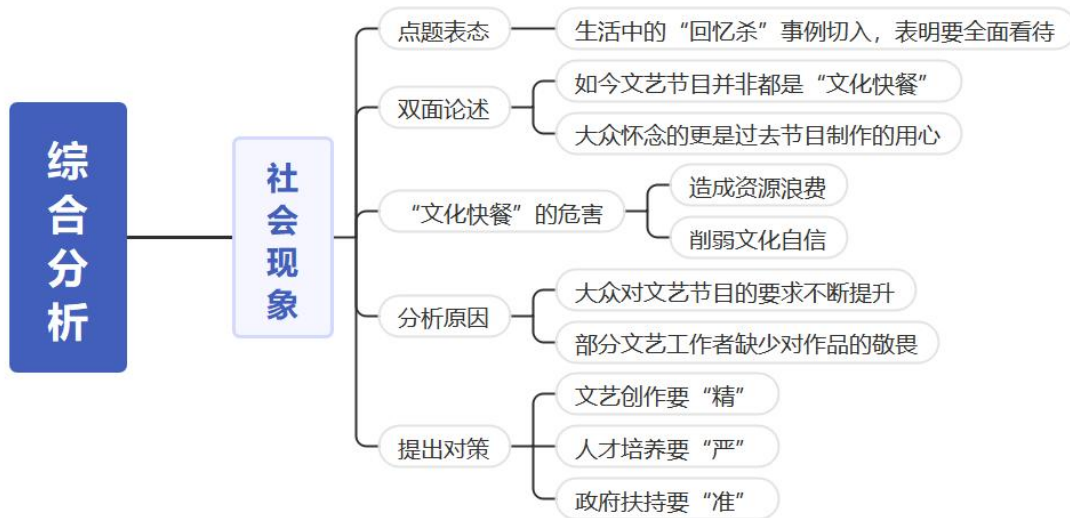 综合分析
社会现象
点题表态
生活中的“回忆杀”事例切入，表明要全面看待
双面论述
如今文艺节目并非都是“文化快餐”
大众怀念的更是过去节目制作的用心
“文化快餐”的危害
造成资源浪费
削弱文化自信
分析原因
大众对文艺节目的要求不断提升
部分文艺工作者缺少对作品的敬畏
提出对策
文艺创作要“精”
人才培养要“严”
政府扶持要“准”